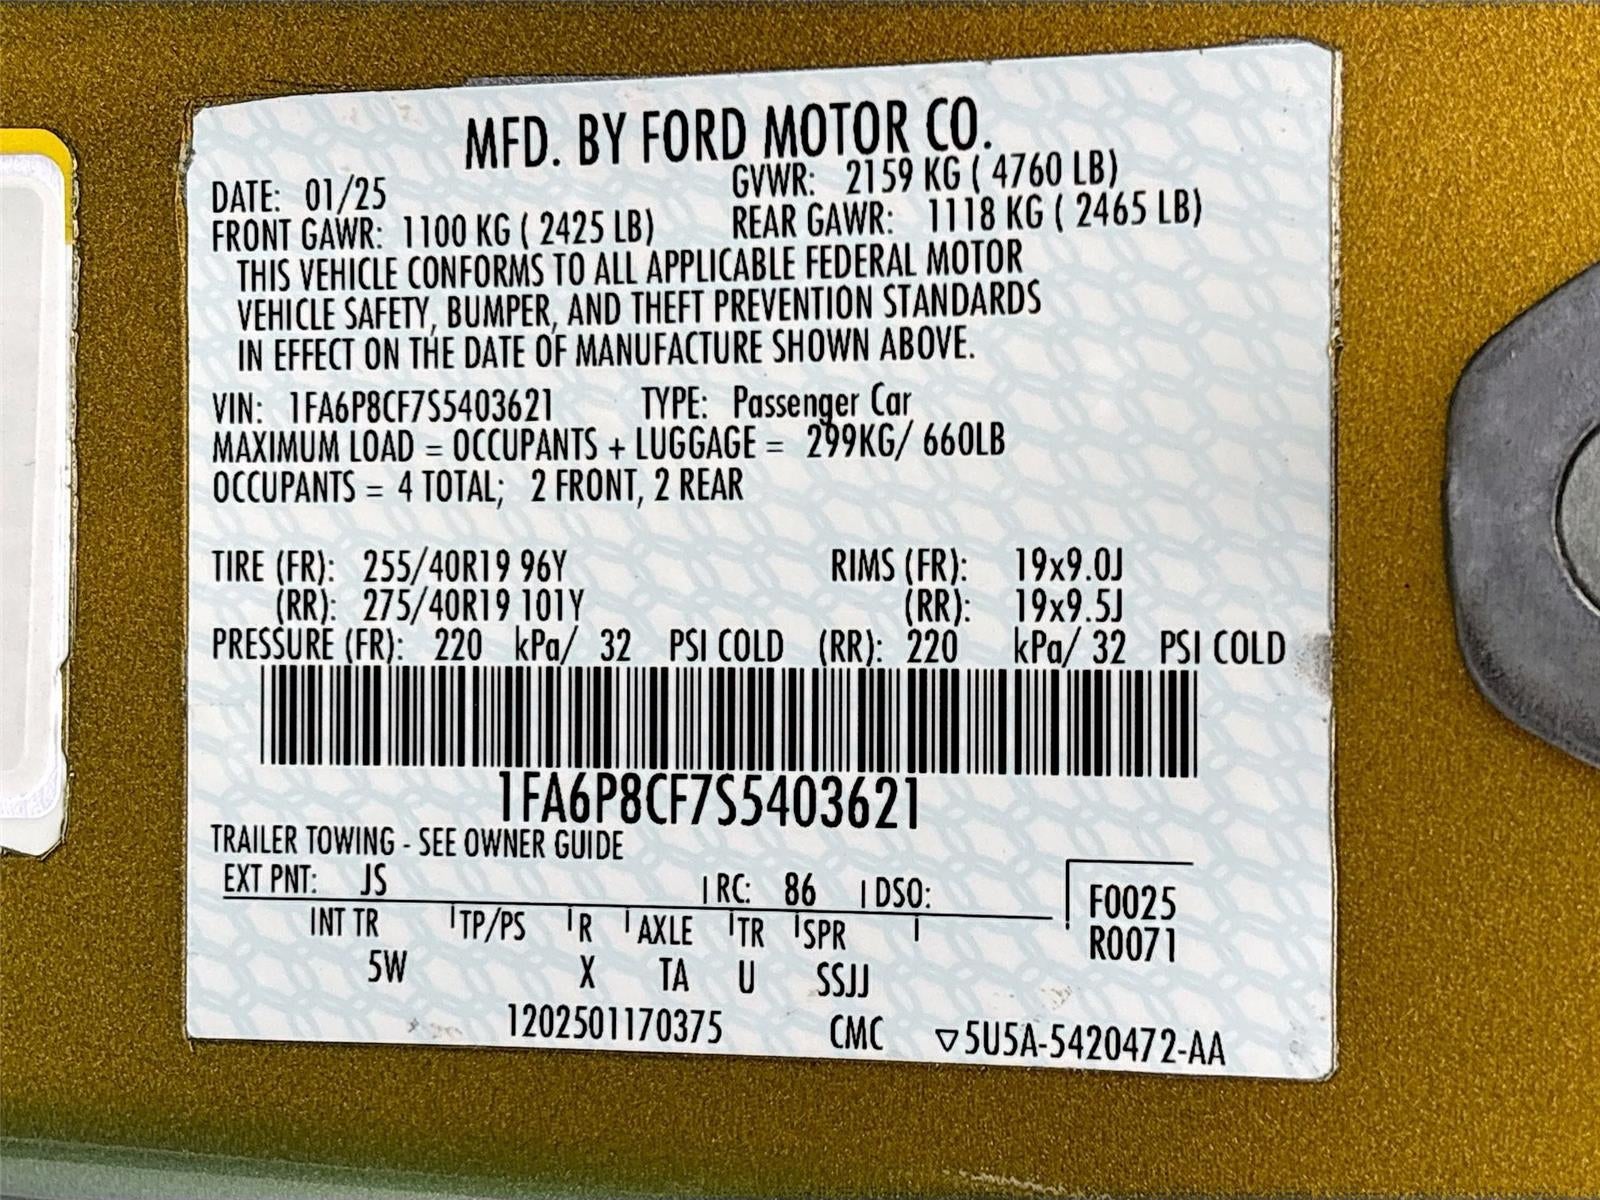 MFD. BY FORD MOTOR CO.
DATE: 01/25 GVWR: 2159 KG ( 4760 LB)
FRONT GAWR: 1100 KG ( 2425 LB) REAR GAWR: 1118 KG ( 2465 LB)
THIS VEHICLE CONFORMS TO ALL APPLICABLE FEDERAL MOTOR
VEHICLE SAFETY, BUMPER, AND THEFT PREVENTION STANDARDS
IN EFFECT ON THE DATE OF MANUFACTURE SHOWN ABOVE.
VIN: 1FA6P8CF7S5403621 TYPE: Passenger Car
MAXIMUM LOAD = OCCUPANTS + LUGGAGE = 299KG/ 660LB
OCCUPANTS = 4 TOTAL; 2 FRONT, 2 REAR
TIRE (FR): 255/40R19 96Y RIMS (FR): 19x9.0J
(RR): 275/40R19 101Y (RR): 19x9.5J
PRESSURE (FR): 220 kPa/ 32 PSI COLD (RR): 220 kPa/ 32 PSI COLD
1FA6P8CF7S5403621
TRAILER TOWING - SEE OWNER GUIDE
EXT PNT: JS RC: 86 DSO: F0025
INT TR TP/PS R AXLE TR SPR R0071
5W X TA U SSJJ
1202501170375 CMC ▽5U5A-5420472-AA